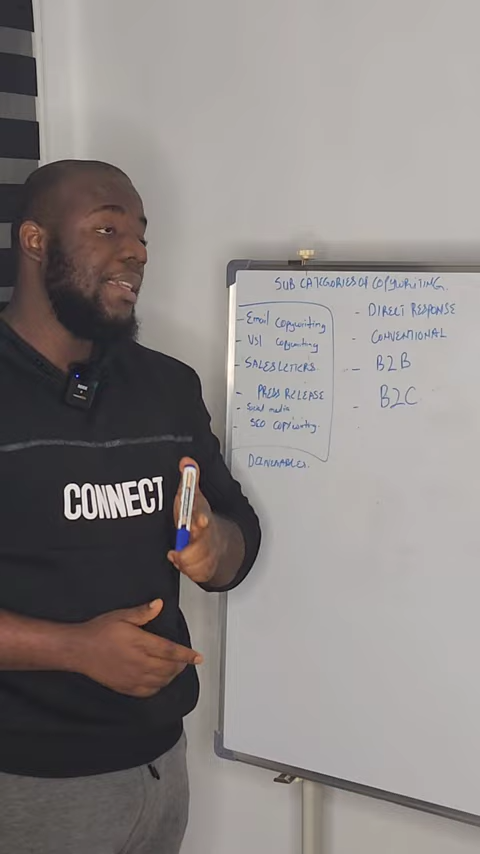 SUB CATEGORIES OF COPYWRITING.
- Email Copywriting
- VSL Copywriting
- SALES LETTERS.
- PRESS RELEASE
- Social media
- SEO Copywriting.
DELIVERABLES.
- DIRECT RESPONSE
- CONVENTIONAL
- B2B
- B2C
CONNECT